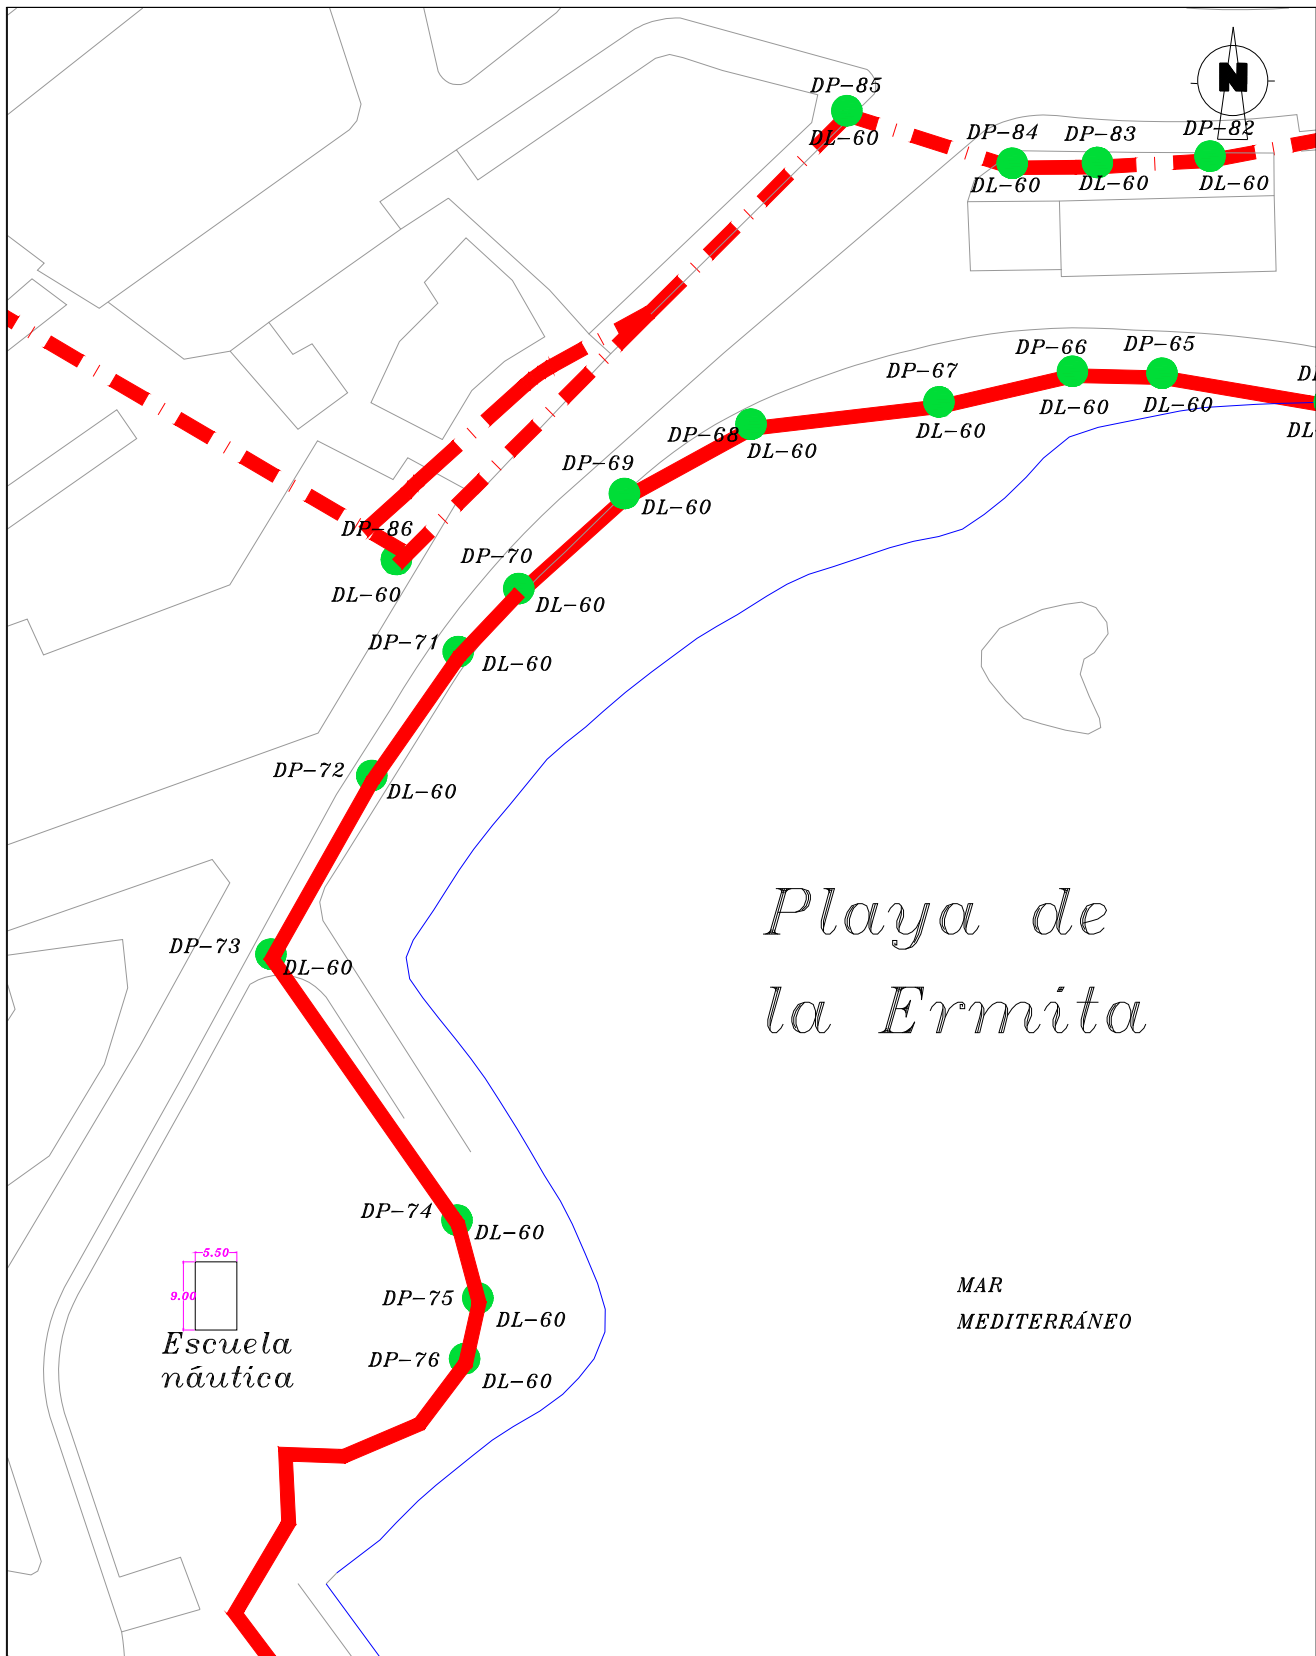 DP-85
N
DL-60
DP-84
DP-83
DP-82
DL-60
DL-60
DL-60
DP-66
DP-65
DP-67
DL-60
DL-60
DL-60
DP-68
DL-60
DP-69
DL-60
DP-86
DL-60
DP-70
DL-60
DP-71
DL-60
DP-72
DL-60
Playa de
la Ermita
DP-73
DL-60
DP-74
DL-60
5.50
9.00
Escuela
náutica
DP-75
DL-60
DP-76
DL-60
MAR
MEDITERRÁNEO